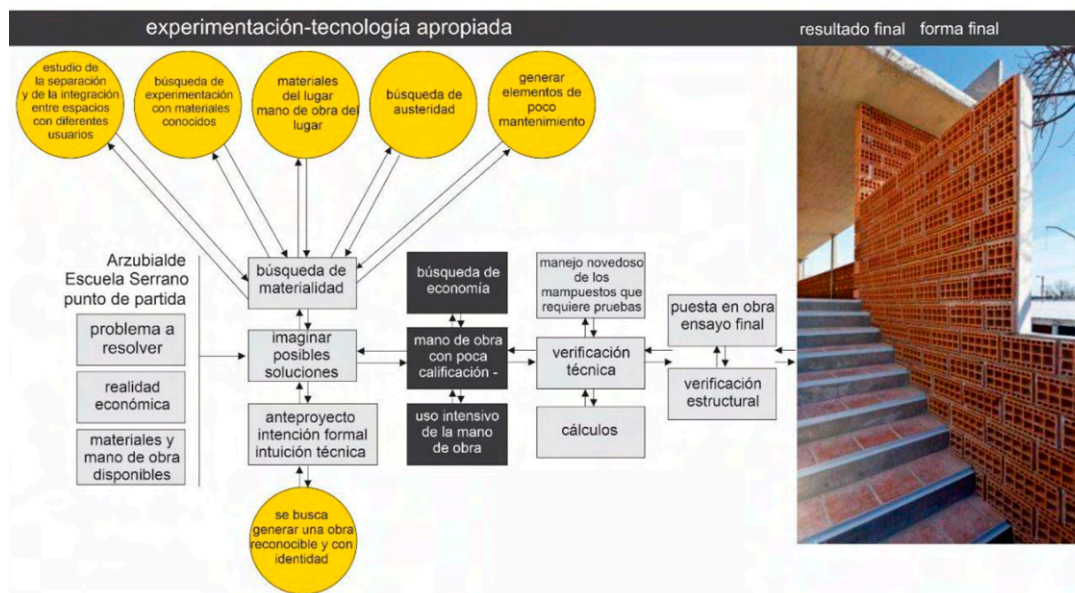 experimentación-tecnología apropiada
resultado final forma final
estudio de
la separación
y de la integración
entre espacios
con diferentes
usuarios
búsqueda de
experimentación
con materiales
conocidos
materiales
del lugar
mano de obra del
lugar
búsqueda de
austeridad
generar
elementos de
poco
mantenimiento
Arzubialde
Escuela Serrano
punto de partida
problema a
resolver
realidad
económica
materiales y
mano de obra
disponibles
búsqueda de
materialidad
imaginar
posibles
soluciones
anteproyecto
intención formal
intuición técnica
se busca
generar una obra
reconocible y con
identidad
búsqueda de
economía
mano de obra
con poca
calificación -
uso intensivo
de la mano
de obra
manejo novedoso
de los
mampuestos que
requiere pruebas
verificación
técnica
cálculos
puesta en obra
ensayo final
verificación
estructural